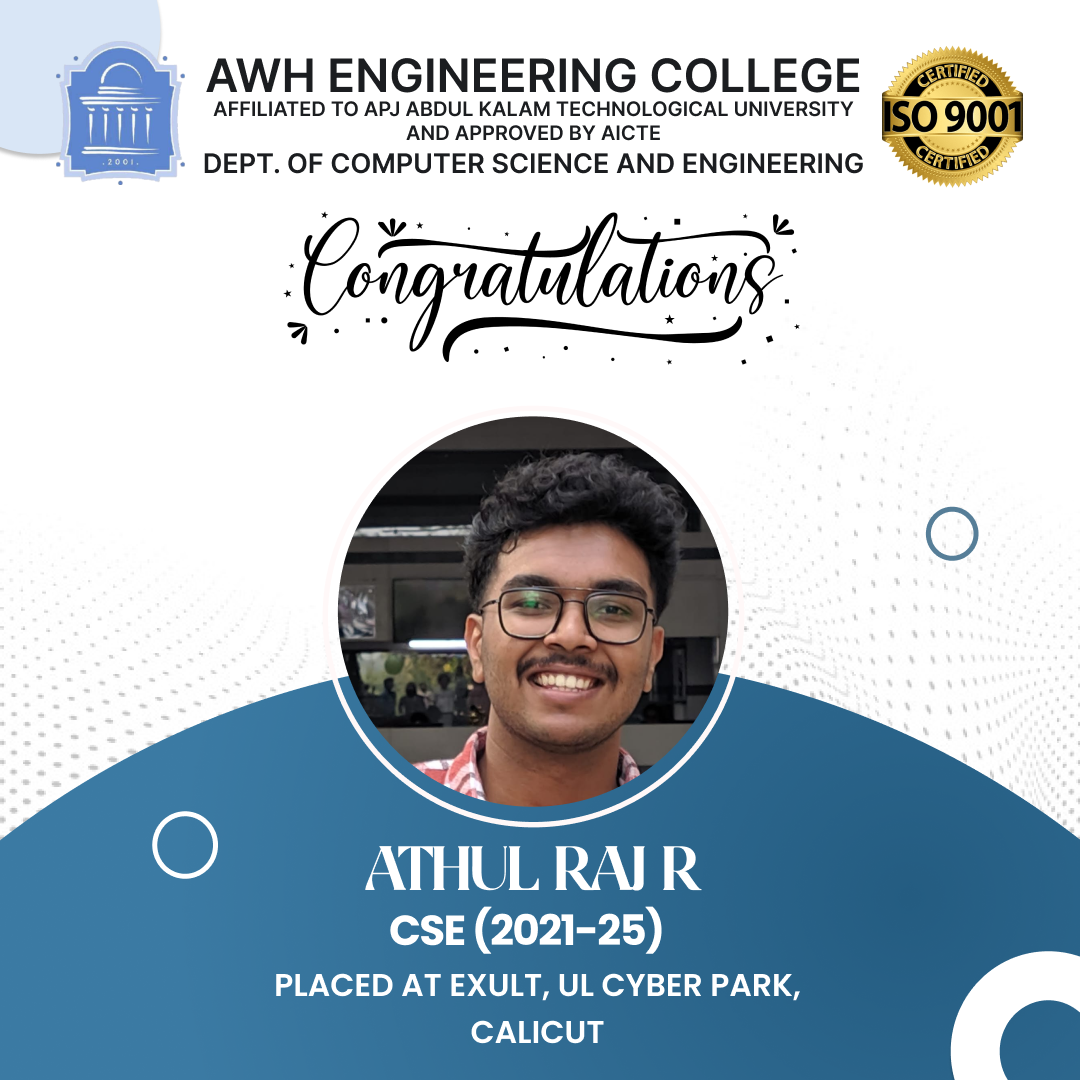 AWH ENGINEERING COLLEGE
AFFILIATED TO APJ ABDUL KALAM TECHNOLOGICAL UNIVERSITY
AND APPROVED BY AICTE
DEPT. OF COMPUTER SCIENCE AND ENGINEERING
.2001.
CERTIFIED
ISO 9001
CERTIFIED
Congratulations
ATHUL RAJ R
CSE (2021-25)
PLACED AT EXULT, UL CYBER PARK,
CALICUT